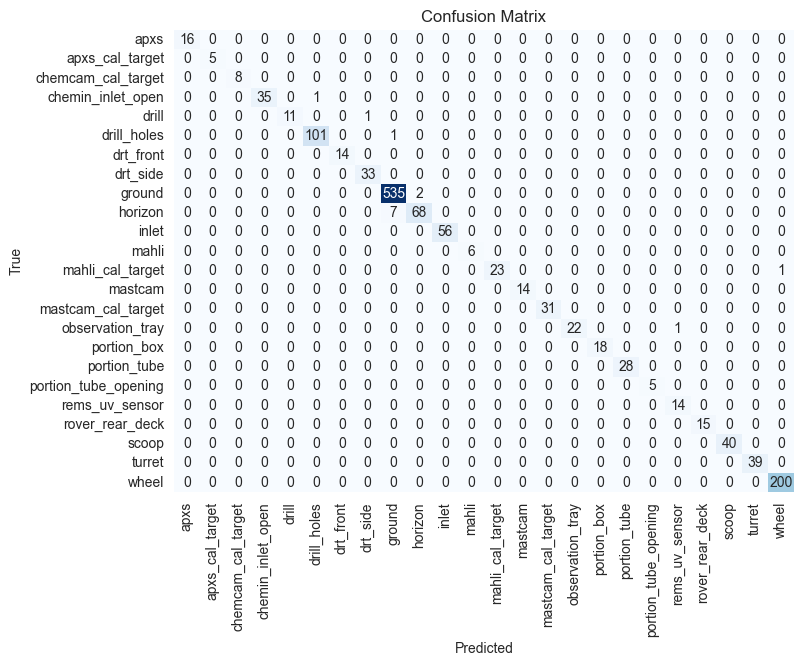 Confusion Matrix
apxs 16 0 0 0 0 0 0 0 0 0 0 0 0 0 0 0 0 0 0 0 0 0 0 0
apxs_cal_target 0 5 0 0 0 0 0 0 0 0 0 0 0 0 0 0 0 0 0 0 0 0 0 0
chemcam_cal_target 0 0 8 0 0 0 0 0 0 0 0 0 0 0 0 0 0 0 0 0 0 0 0 0
chemin_inlet_open 0 0 0 35 0 1 0 0 0 0 0 0 0 0 0 0 0 0 0 0 0 0 0 0
drill 0 0 0 0 11 0 0 1 0 0 0 0 0 0 0 0 0 0 0 0 0 0 0 0
drill_holes 0 0 0 0 0 101 0 0 1 0 0 0 0 0 0 0 0 0 0 0 0 0 0 0
drt_front 0 0 0 0 0 0 14 0 0 0 0 0 0 0 0 0 0 0 0 0 0 0 0 0
drt_side 0 0 0 0 0 0 0 33 0 0 0 0 0 0 0 0 0 0 0 0 0 0 0 0
ground 0 0 0 0 0 0 0 0 535 2 0 0 0 0 0 0 0 0 0 0 0 0 0 0
horizon 0 0 0 0 0 0 0 0 7 68 0 0 0 0 0 0 0 0 0 0 0 0 0 0
inlet 0 0 0 0 0 0 0 0 0 0 56 0 0 0 0 0 0 0 0 0 0 0 0 0
mahli 0 0 0 0 0 0 0 0 0 0 0 6 0 0 0 0 0 0 0 0 0 0 0 0
mahli_cal_target 0 0 0 0 0 0 0 0 0 0 0 0 23 0 0 0 0 0 0 0 0 0 0 1
mastcam 0 0 0 0 0 0 0 0 0 0 0 0 0 14 0 0 0 0 0 0 0 0 0 0
mastcam_cal_target 0 0 0 0 0 0 0 0 0 0 0 0 0 0 31 0 0 0 0 0 0 0 0 0
observation_tray 0 0 0 0 0 0 0 0 0 0 0 0 0 0 0 22 0 0 0 1 0 0 0 0
portion_box 0 0 0 0 0 0 0 0 0 0 0 0 0 0 0 0 18 0 0 0 0 0 0 0
portion_tube 0 0 0 0 0 0 0 0 0 0 0 0 0 0 0 0 0 28 0 0 0 0 0 0
portion_tube_opening 0 0 0 0 0 0 0 0 0 0 0 0 0 0 0 0 0 0 5 0 0 0 0 0
rems_uv_sensor 0 0 0 0 0 0 0 0 0 0 0 0 0 0 0 0 0 0 0 14 0 0 0 0
rover_rear_deck 0 0 0 0 0 0 0 0 0 0 0 0 0 0 0 0 0 0 0 0 15 0 0 0
scoop 0 0 0 0 0 0 0 0 0 0 0 0 0 0 0 0 0 0 0 0 0 40 0 0
turret 0 0 0 0 0 0 0 0 0 0 0 0 0 0 0 0 0 0 0 0 0 0 39 0
wheel 0 0 0 0 0 0 0 0 0 0 0 0 0 0 0 0 0 0 0 0 0 0 0 200
True
apxs
apxs_cal_target
chemcam_cal_target
chemin_inlet_open
drill
drill_holes
drt_front
drt_side
ground
horizon
inlet
mahli
mahli_cal_target
mastcam
mastcam_cal_target
observation_tray
portion_box
portion_tube
portion_tube_opening
rems_uv_sensor
rover_rear_deck
scoop
turret
wheel
Predicted